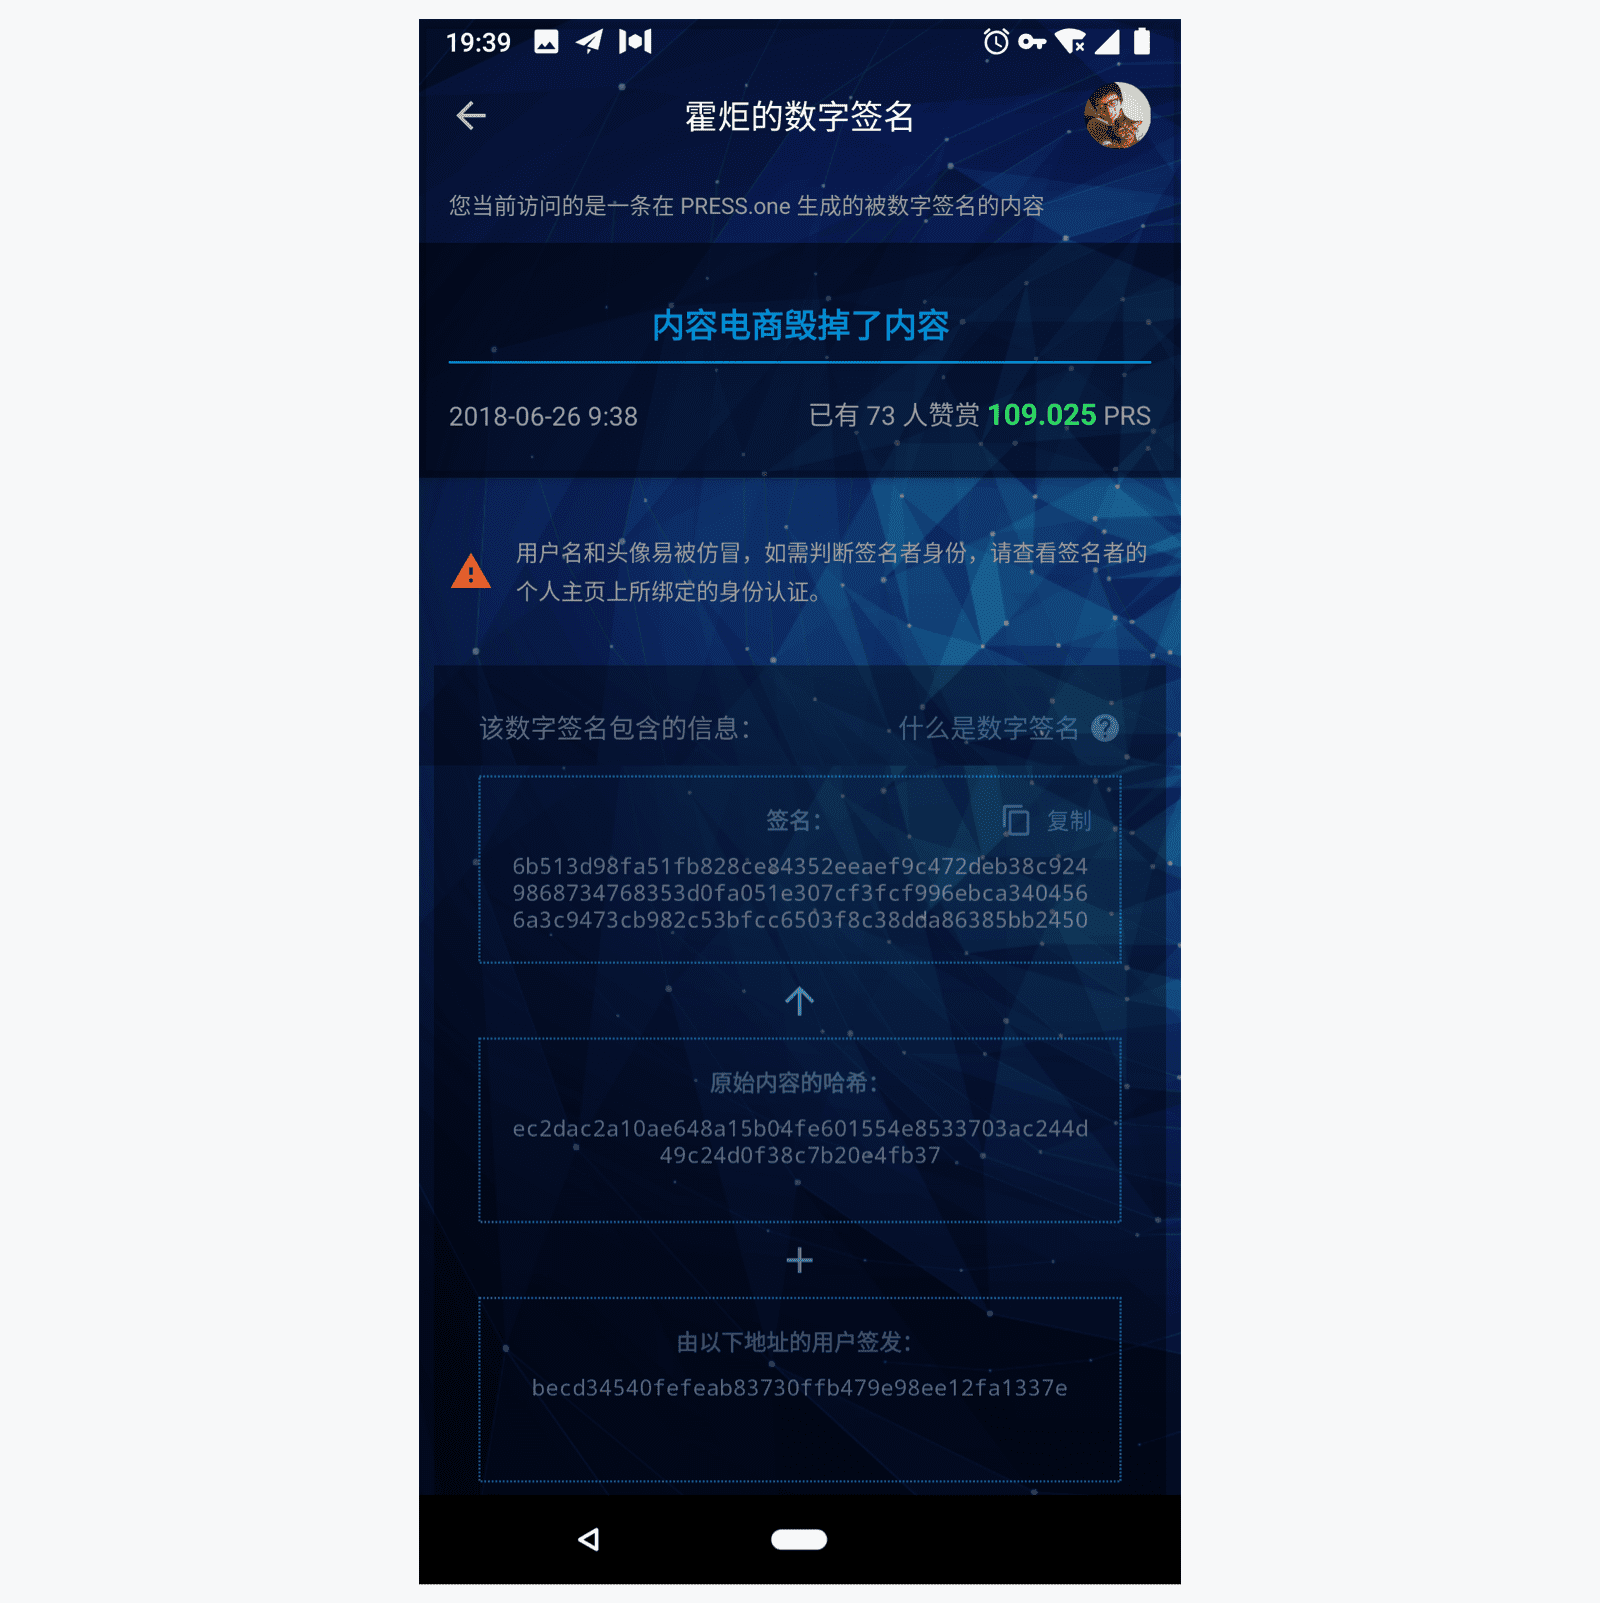 19:39
霍炬的数字签名
您当前访问的是一条在 PRESS.one 生成的被数字签名的内容
内容电商毁掉了内容
2018-06-26 9:38
已有 73 人赞赏 109.025 PRS
用户名和头像易被仿冒，如需判断签名者身份，请查看签名者的
个人主页上所绑定的身份认证。
该数字签名包含的信息：
什么是数字签名
签名：
复制
6b513d98fa51fb828ce84352eeaef9c472deb38c924
9868734768353d0fa051e307cf3fcf996ebca340456
6a3c9473cb982c53bfcc6503f8c38dda86385bb2450
原始内容的哈希：
ec2dac2a10ae648a15b04fe601554e8533703ac244d
49c24d0f38c7b20e4fb37
由以下地址的用户签发：
becd34540fefeab83730ffb479e98ee12fa1337e